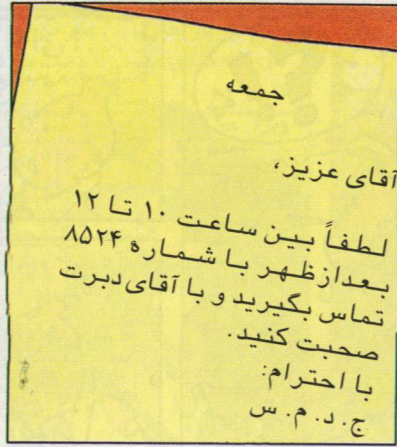 جمعه
آقای عزیز،
لطفاً بین ساعت ۱۰ تا ۱۲
بعدازظهر با شماره ۸۵۲۴
تماس بگیرید و با آقای دبرت
صحبت کنید.
با احترام:
ج. د. م. س